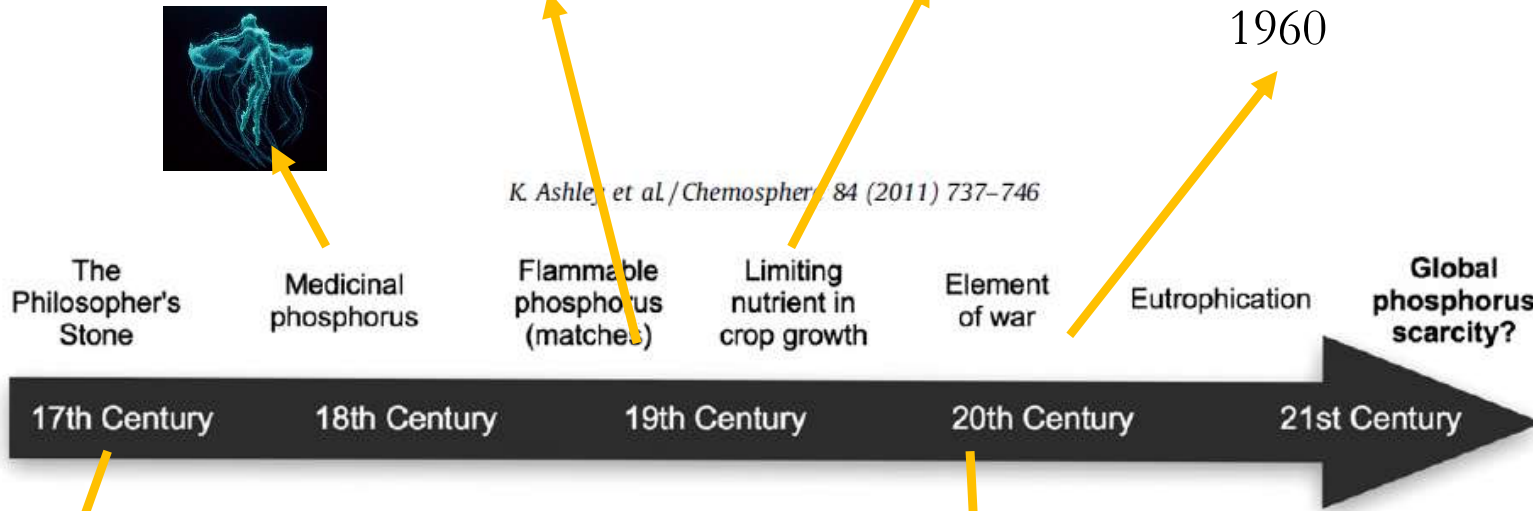 1960
K. Ashley et al. / Chemosphere 84 (2011) 737–746
The
Philosopher's
Stone
Medicinal
phosphorus
Flammable
phosphorus
(matches)
Limiting
nutrient in
crop growth
Element
of war
Eutrophication
Global
phosphorus
scarcity?
17th Century
18th Century
19th Century
20th Century
21st Century